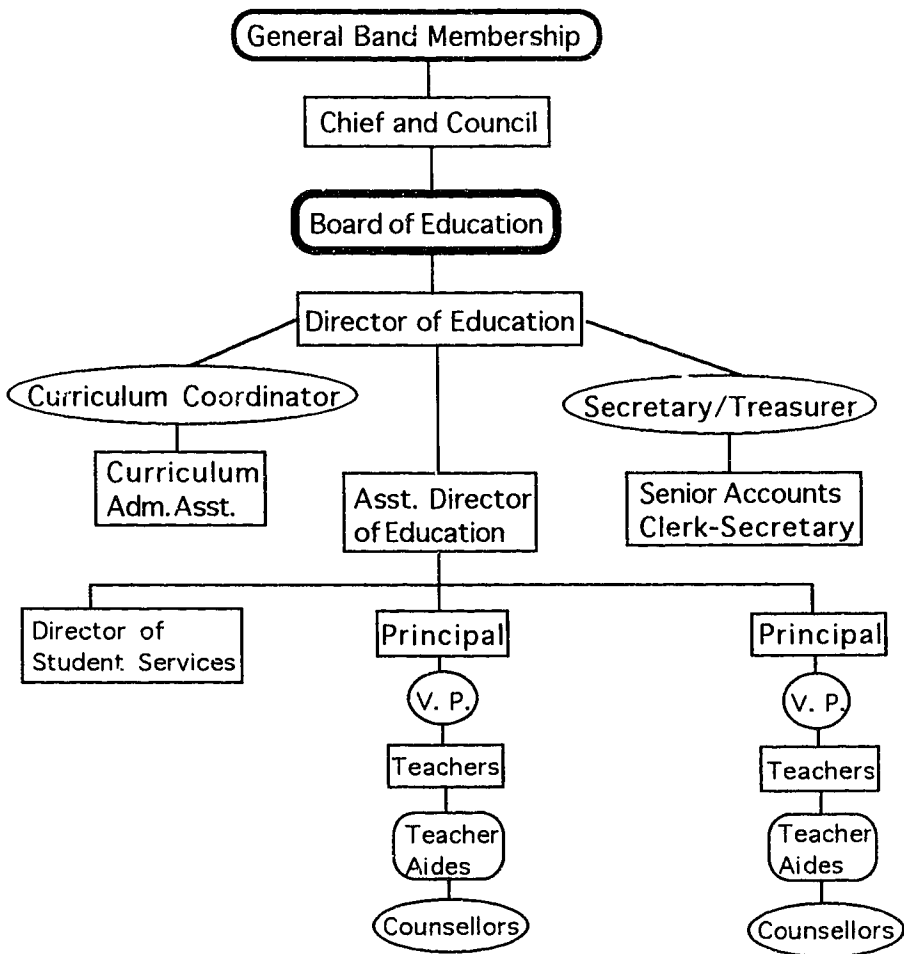 General Band Membership
Chief and Council
Board of Education
Director of Education
Curriculum Coordinator
Secretary/Treasurer
Curriculum
Adm. Asst.
Asst. Director
of Education
Senior Accounts
Clerk-Secretary
Director of
Student Services
Principal
Principal
V. P.
V. P.
Teachers
Teachers
Teacher
Aides
Teacher
Aides
Counsellors
Counsellors